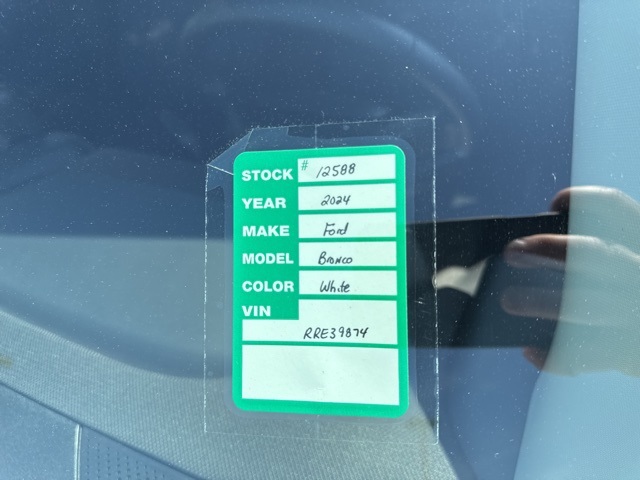 STOCK # 12588
YEAR 2024
MAKE Ford
MODEL Bronco
COLOR White
VIN
RRE39874